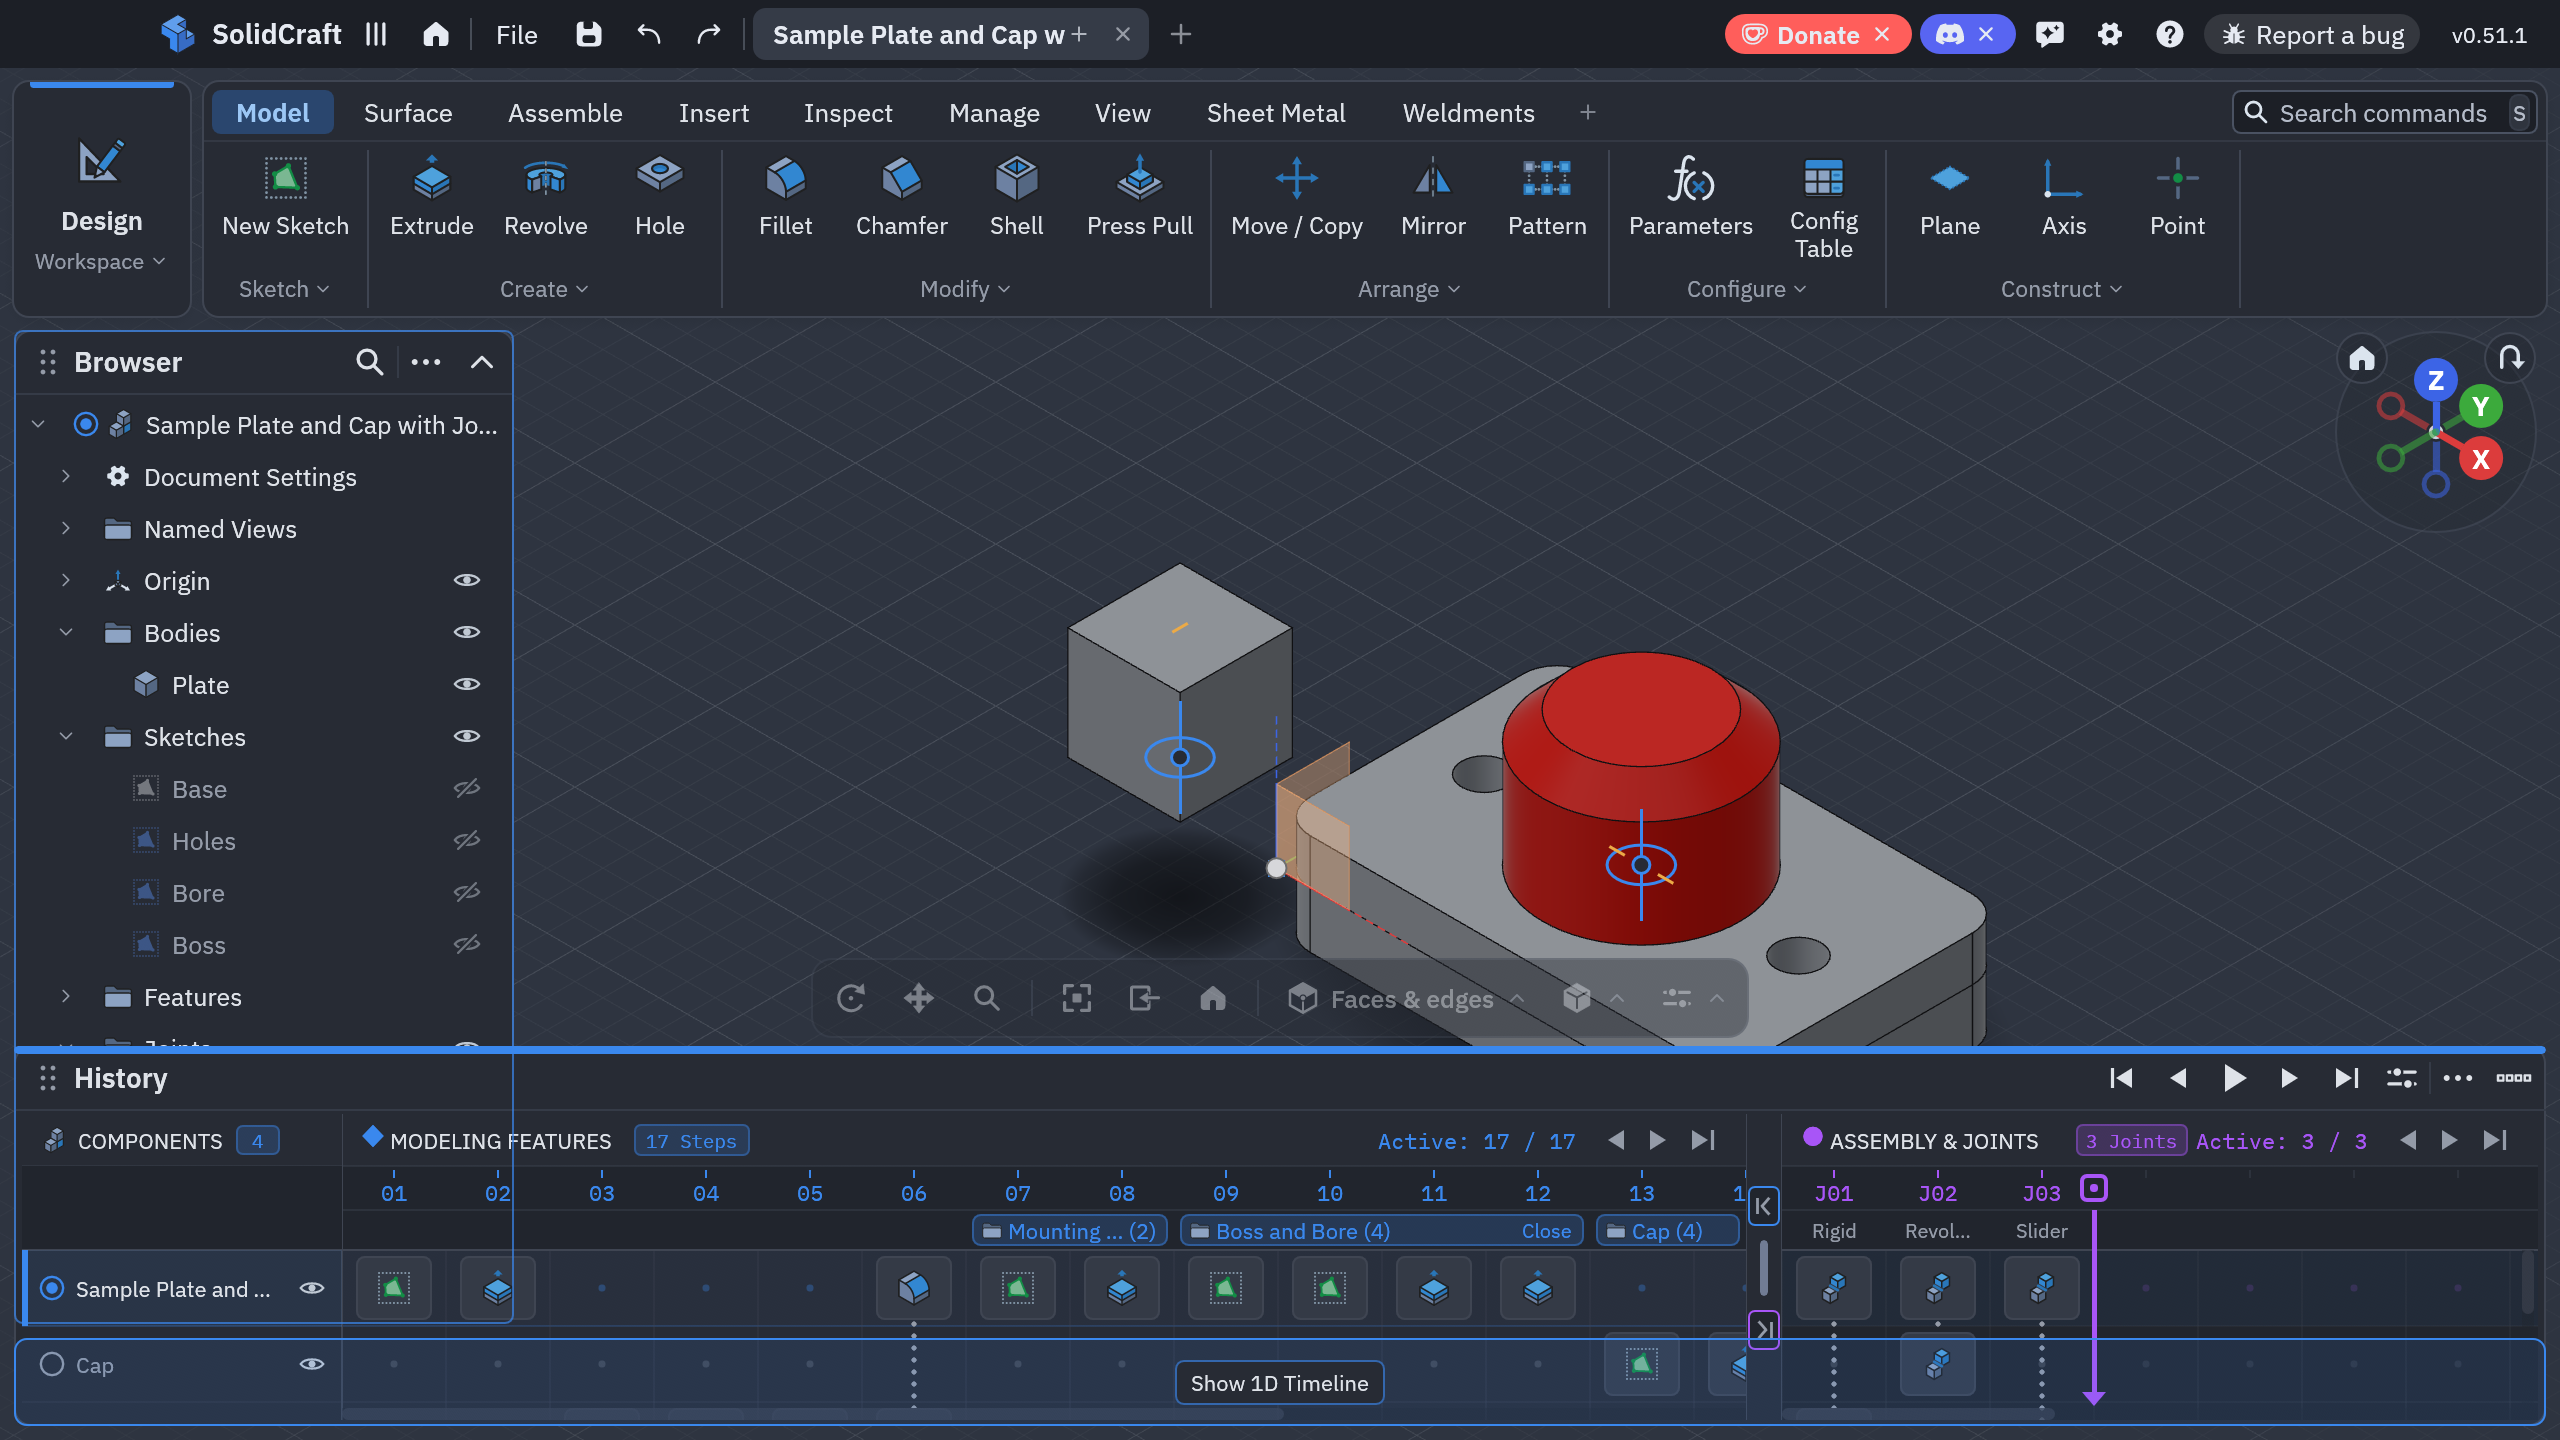 SolidCraft
File
Sample Plate and Cap w
Donate
Report a bug
v0.51.1
Design
Workspace
Model
Surface
Assemble
Insert
Inspect
Manage
View
Sheet Metal
Weldments
Search commands
S
New Sketch
Extrude
Revolve
Hole
Fillet
Chamfer
Shell
Press Pull
Move / Copy
Mirror
Pattern
Parameters
Config
Table
Plane
Axis
Point
Sketch
Create
Modify
Arrange
Configure
Construct
Browser
Sample Plate and Cap with Jo...
Document Settings
Named Views
Origin
Bodies
Plate
Sketches
Base
Holes
Bore
Boss
Features
Joints
Z
Y
X
Faces & edges
History
COMPONENTS
4
MODELING FEATURES
17 Steps
Active: 17 / 17
ASSEMBLY & JOINTS
3 Joints
Active: 3 / 3
01
02
03
04
05
06
07
08
09
10
11
12
13
J01
J02
J03
Mounting ... (2)
Boss and Bore (4)
Close
Cap (4)
Rigid
Revol...
Slider
Sample Plate and ...
Cap
Show 1D Timeline